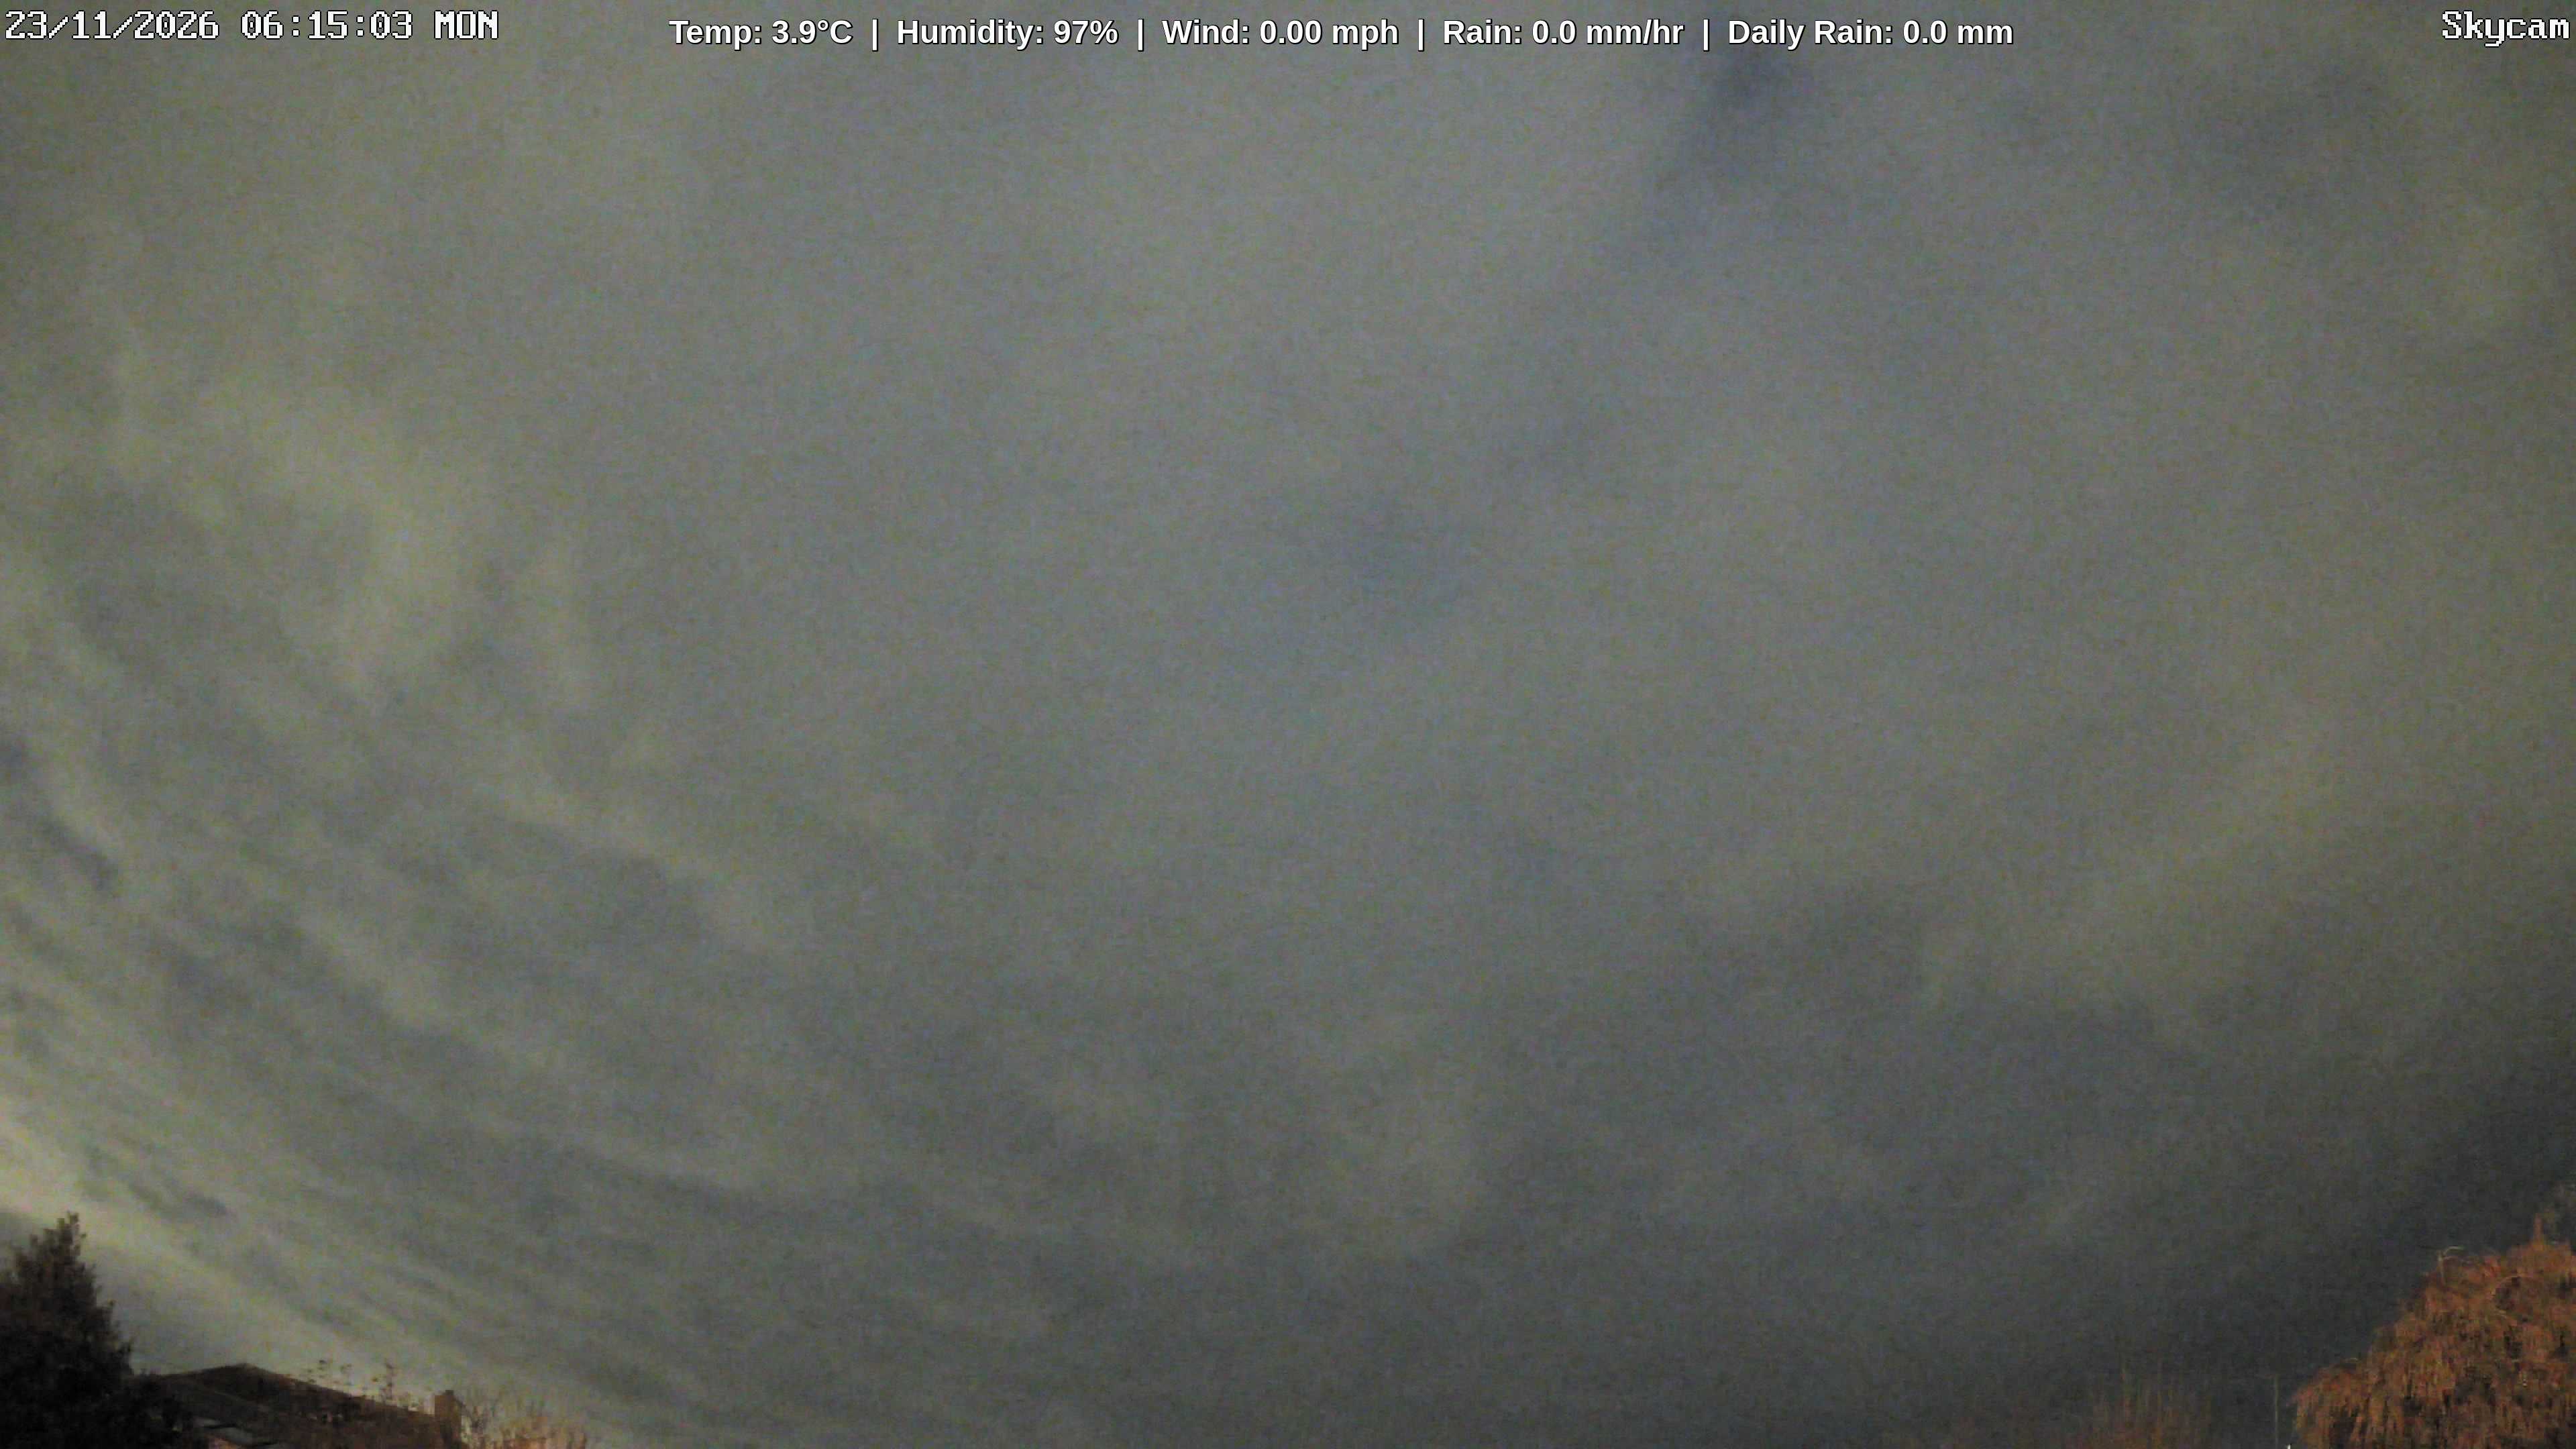 23/11/2026 06:15:03 MON
Temp: 3.9°C | Humidity: 97% | Wind: 0.00 mph | Rain: 0.0 mm/hr | Daily Rain: 0.0 mm
Skycam